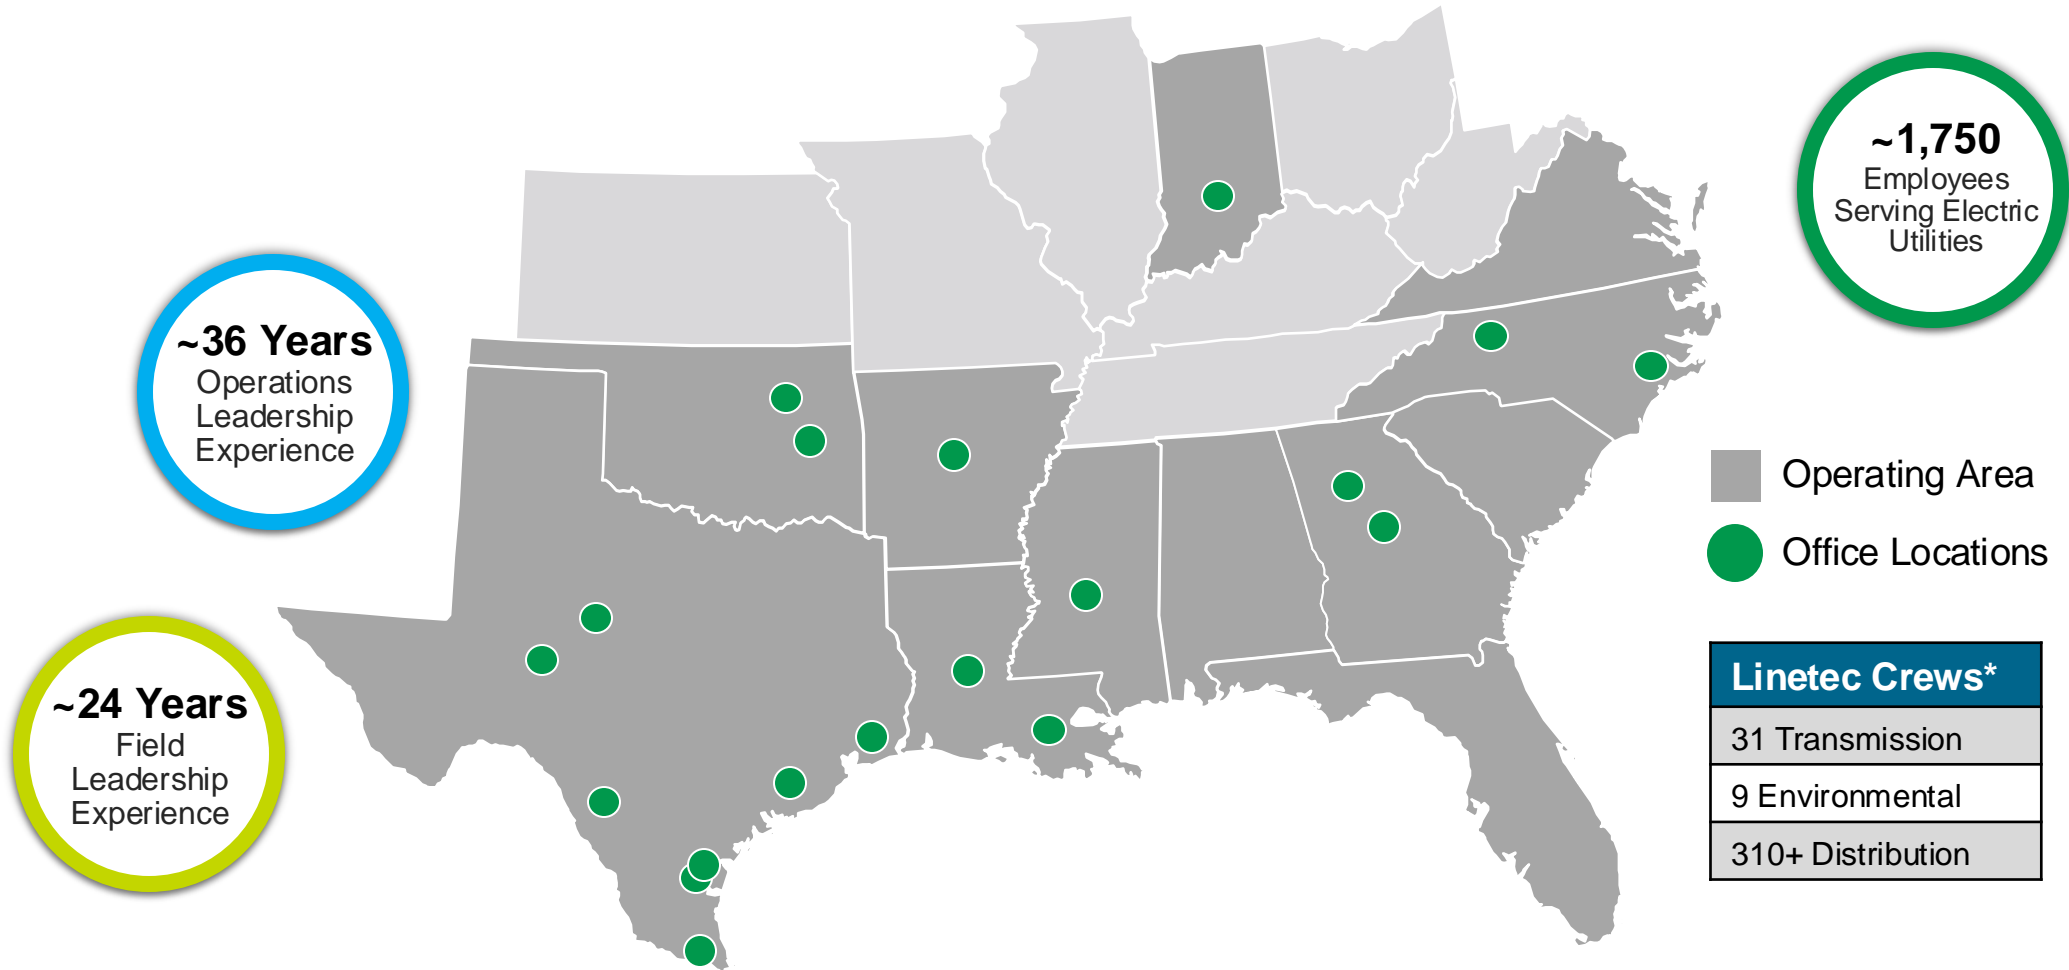 ~1,750
Employees
Serving Electric
Utilities
~36 Years
Operations
Leadership
Experience
~24 Years
Field
Leadership
Experience
Operating Area
Office Locations
Linetec Crews*
31 Transmission
9 Environmental
310+ Distribution